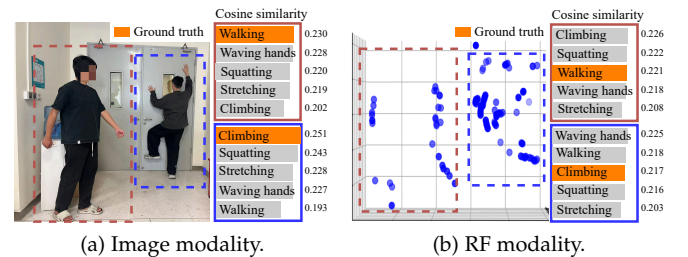 Cosine similarity
Ground truth
Walking 0.230
Waving hands 0.228
Squatting 0.220
Stretching 0.219
Climbing 0.202
Climbing 0.251
Squatting 0.243
Stretching 0.228
Waving hands 0.227
Walking 0.193
(a) Image modality.
Cosine similarity
Ground truth
Climbing 0.226
Squatting 0.222
Walking 0.221
Waving hands 0.218
Stretching 0.208
Waving hands 0.225
Walking 0.218
Climbing 0.217
Squatting 0.216
Stretching 0.203
(b) RF modality.